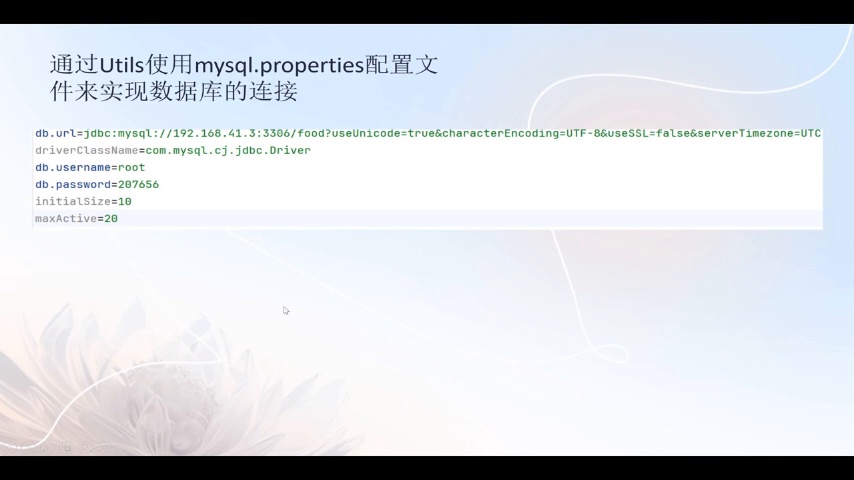 通过Utils使用mysql.properties配置文
件来实现数据库的连接
db.url=jdbc:mysql://192.168.41.3:3306/food?useUnicode=true&characterEncoding=UTF-8&useSSL=false&serverTimezone=UTC
driverClassName=com.mysql.cj.jdbc.Driver
db.username=root
db.password=207656
initialSize=10
maxActive=20